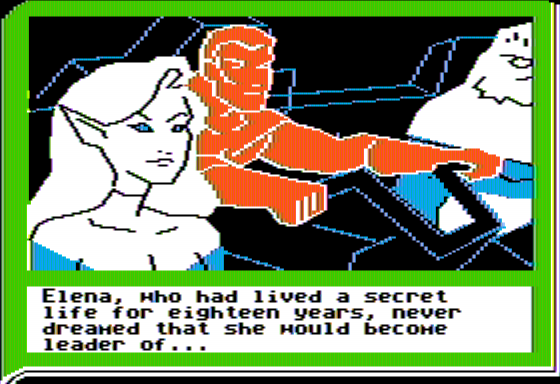 Elena, who had lived a secret
life for eighteen years, never
dreamed that she would become
leader of...